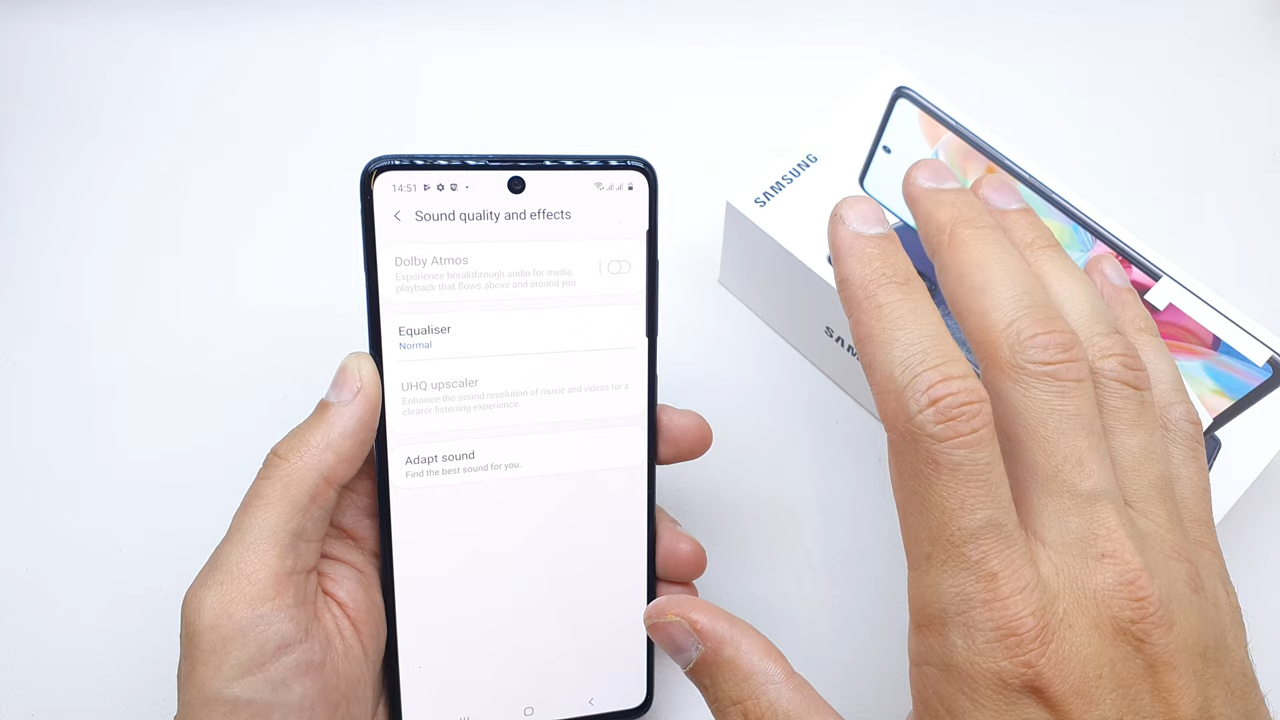 14:51
Sound quality and effects
Dolby Atmos
Experience breakthrough audio for media
playback that flows above and around you
Equaliser
Normal
UHQ upscaler
Enhance the sound resolution of music and videos for a
clearer listening experience.
Adapt sound
Find the best sound for you.
SAMSUNG
SAM